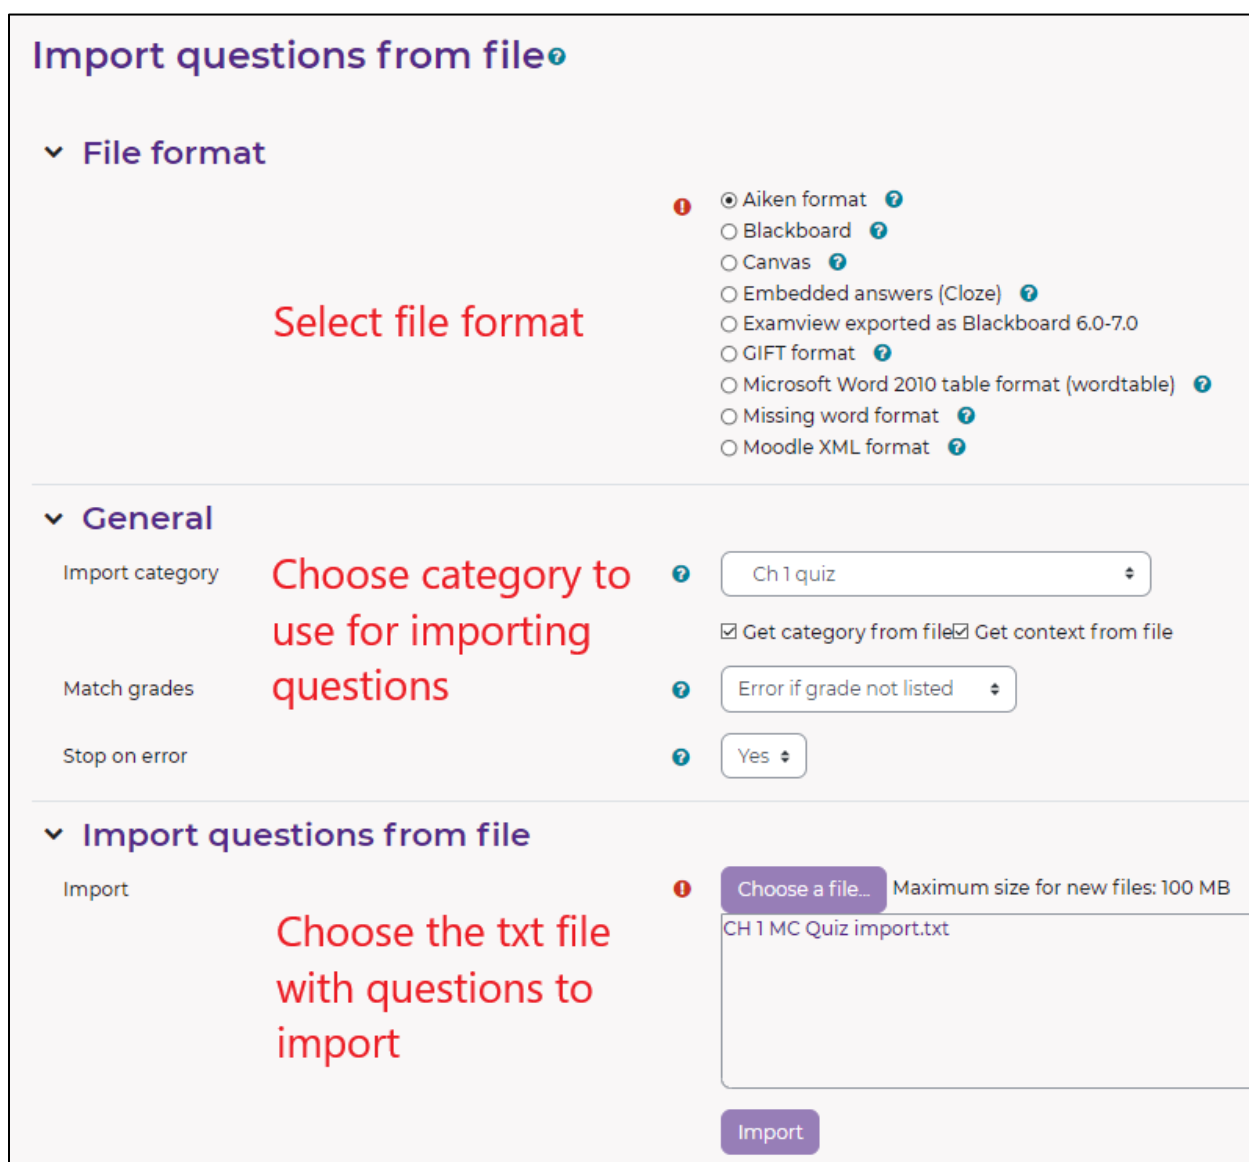 Import questions from file
File format
Aiken format
Blackboard
Canvas
Embedded answers (Cloze)
Select file format
Examview exported as Blackboard 6.0-7.0
GIFT format
Microsoft Word 2010 table format (wordtable)
Missing word format
Moodle XML format
General
Import category
Choose category to
use for importing
questions
Ch 1 quiz
Get category from file Get context from file
Match grades
Error if grade not listed
Stop on error
Yes
Import questions from file
Import
Choose a file... Maximum size for new files: 100 MB
Choose the txt file
with questions to
import
CH 1 MC Quiz import.txt
Import